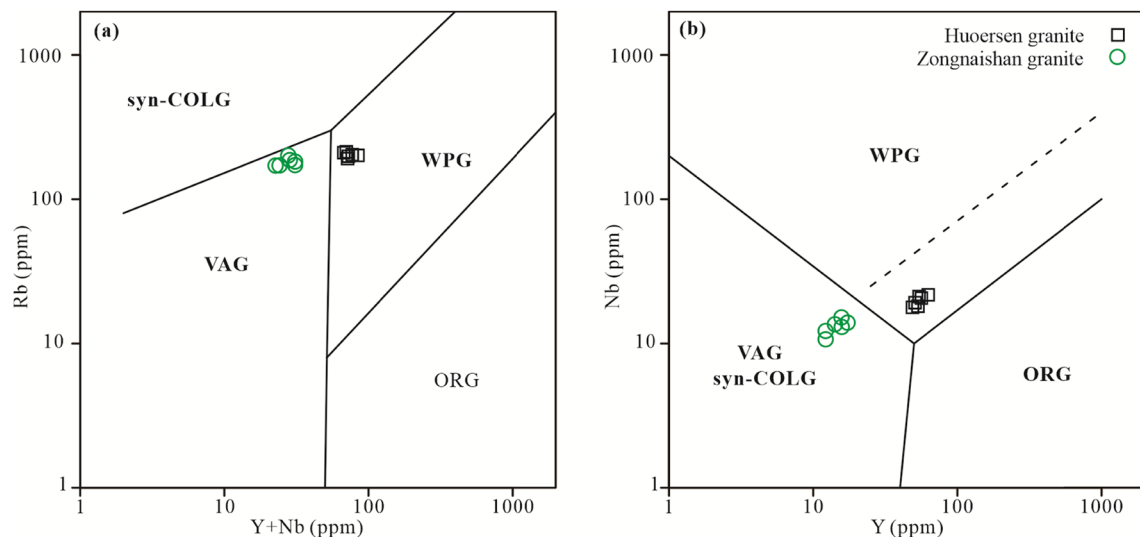 (a)
1000
syn-COLG
WPG
100
VAG
Rb (ppm)
10
ORG
1
1
10
100
1000
Y+Nb (ppm)
(b)
Huoersen granite
Zongnaishan granite
1000
WPG
100
Nb (ppm)
10
VAG
syn-COLG
ORG
1
1
10
100
1000
Y (ppm)